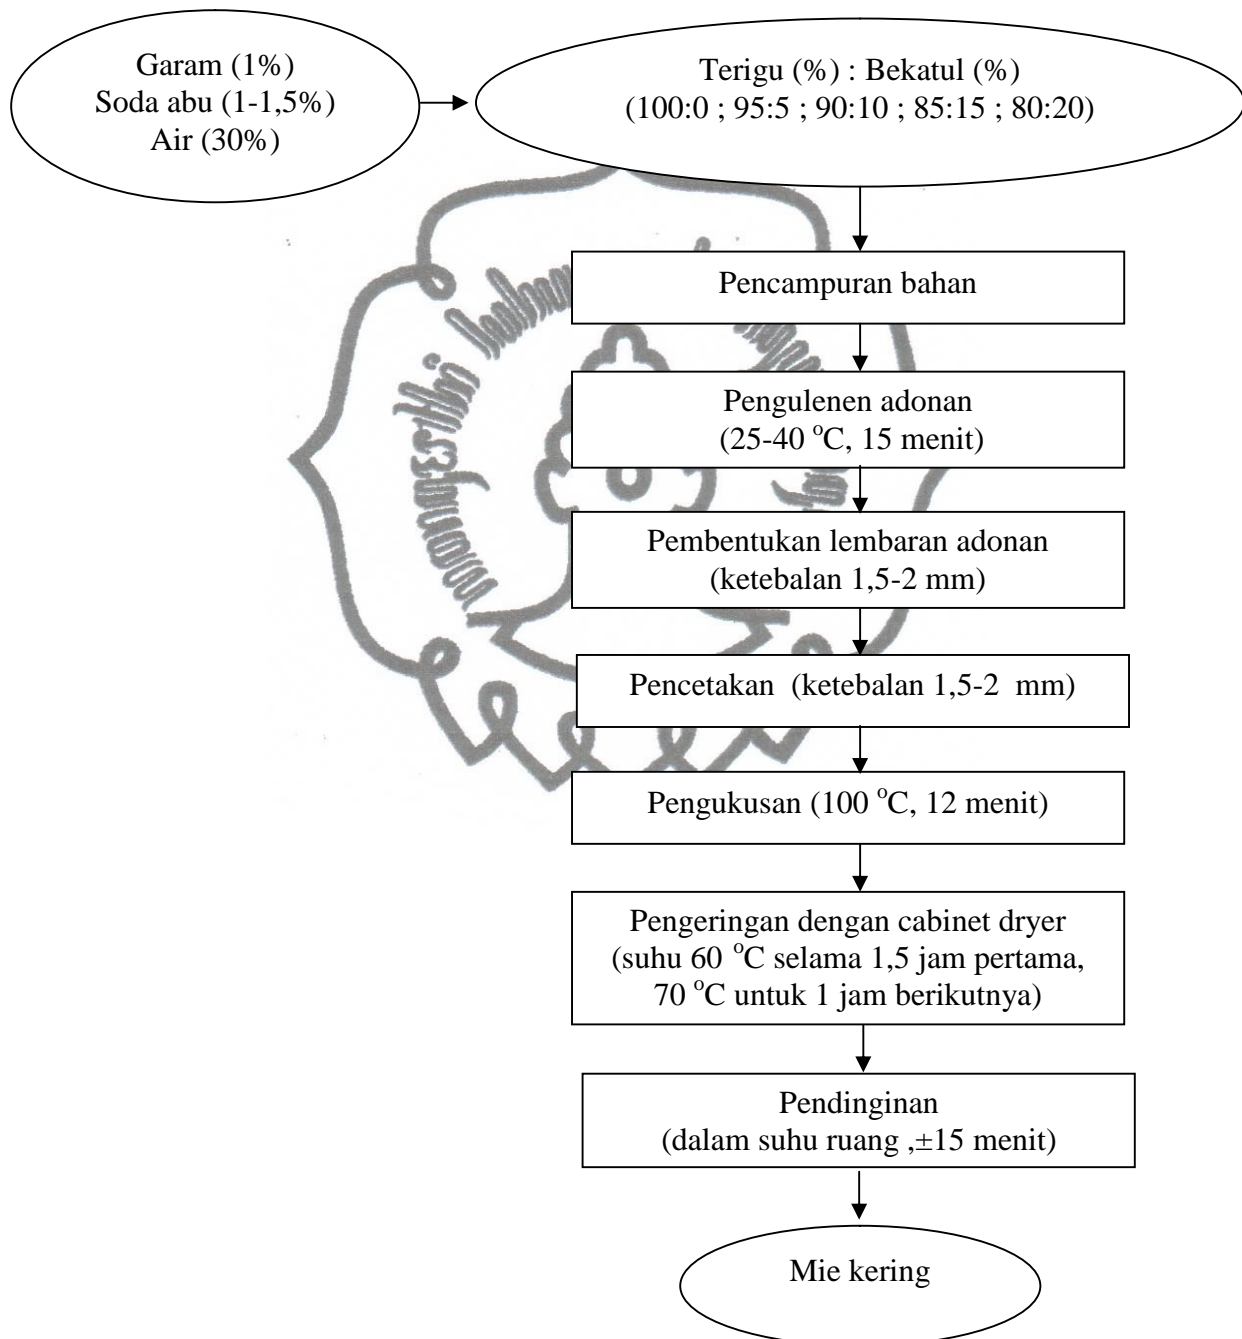 Garam (1%)
Soda abu (1-1,5%)
Air (30%)
Terigu (%) : Bekatul (%)
(100:0 ; 95:5 ; 90:10 ; 85:15 ; 80:20)
Pencampuran bahan
Pengulenen adonan
(25-40 °C, 15 menit)
Pembentukan lembaran adonan
(ketebalan 1,5-2 mm)
Pencetakan (ketebalan 1,5-2 mm)
Pengukusan (100 °C, 12 menit)
Pengeringan dengan cabinet dryer
(suhu 60 °C selama 1,5 jam pertama,
70 °C untuk 1 jam berikutnya)
Pendinginan
(dalam suhu ruang ,±15 menit)
Mie kering